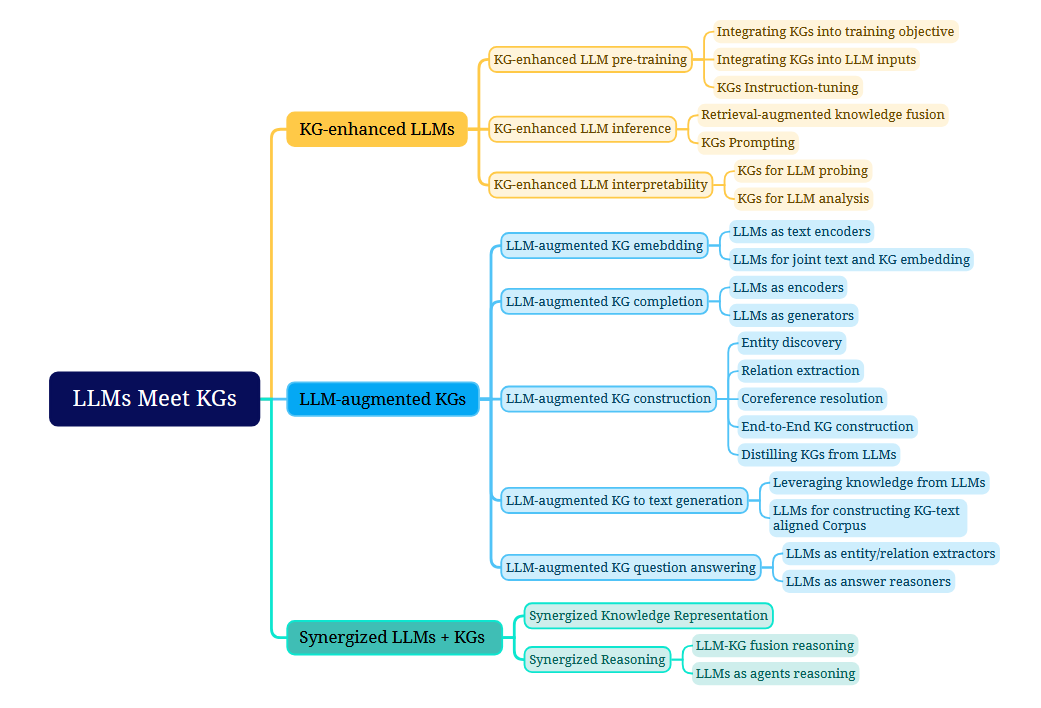 LLMs Meet KGs
KG-enhanced LLMs
KG-enhanced LLM pre-training
Integrating KGs into training objective
Integrating KGs into LLM inputs
KGs Instruction-tuning
KG-enhanced LLM inference
Retrieval-augmented knowledge fusion
KGs Prompting
KG-enhanced LLM interpretability
KGs for LLM probing
KGs for LLM analysis
LLM-augmented KGs
LLM-augmented KG emebdding
LLMs as text encoders
LLMs for joint text and KG embedding
LLM-augmented KG completion
LLMs as encoders
LLMs as generators
LLM-augmented KG construction
Entity discovery
Relation extraction
Coreference resolution
End-to-End KG construction
Distilling KGs from LLMs
LLM-augmented KG to text generation
Leveraging knowledge from LLMs
LLMs for constructing KG-text
aligned Corpus
LLM-augmented KG question answering
LLMs as entity/relation extractors
LLMs as answer reasoners
Synergized LLMs + KGs
Synergized Knowledge Representation
Synergized Reasoning
LLM-KG fusion reasoning
LLMs as agents reasoning